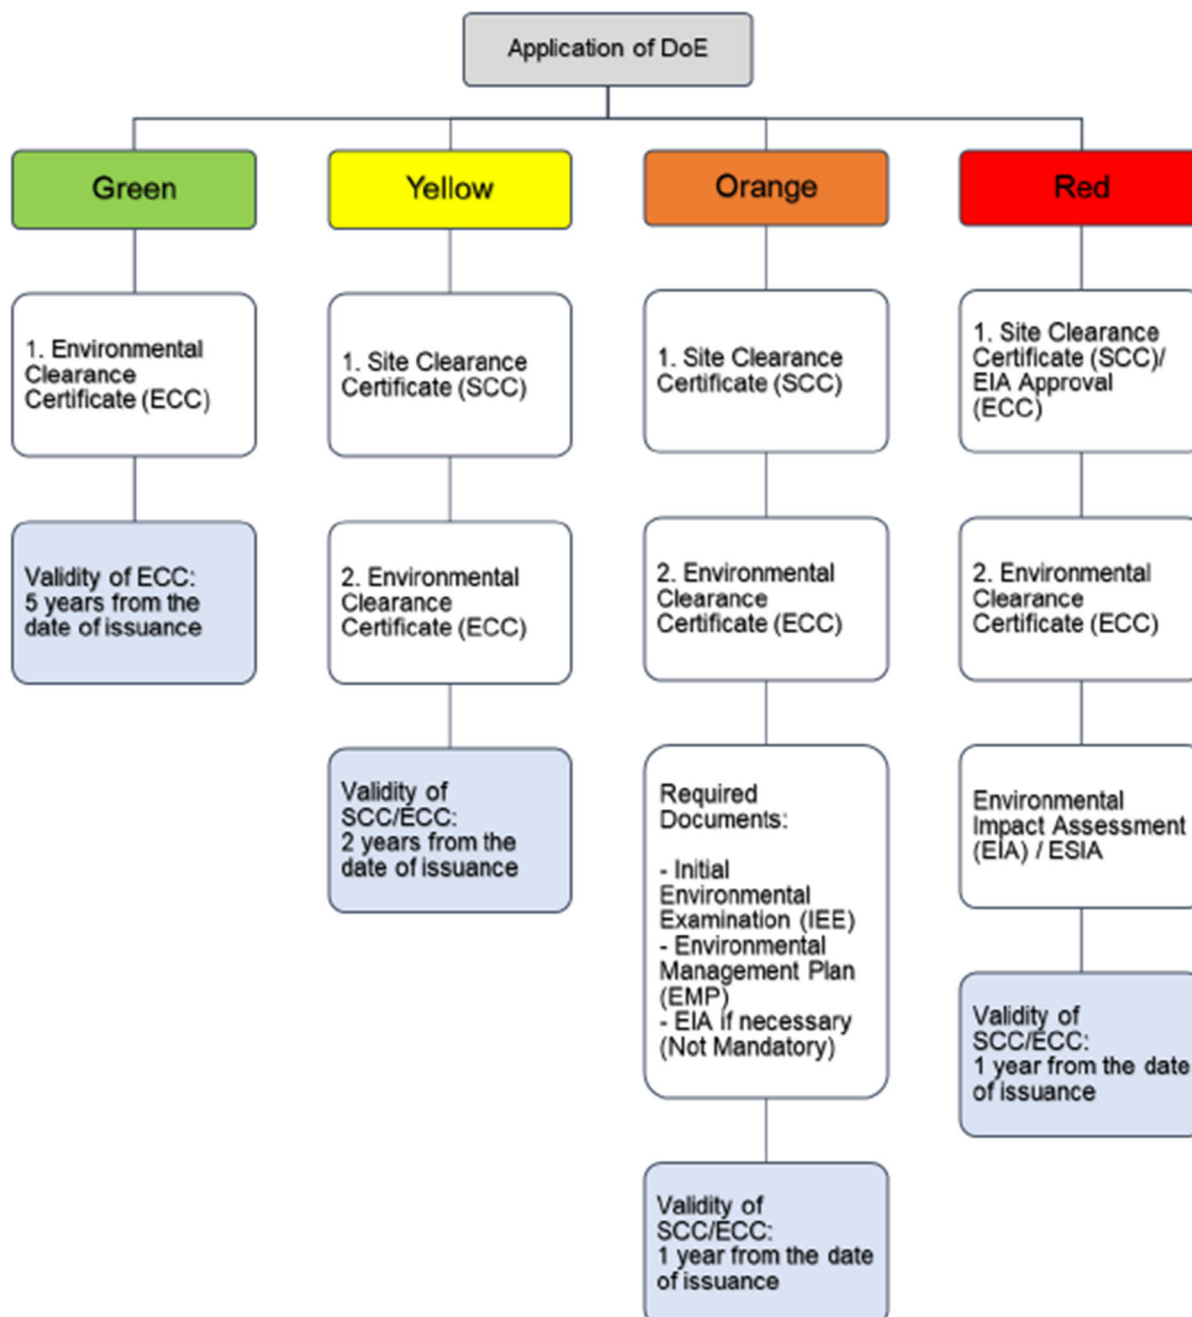 Application of DoE
Green
1. Environmental
Clearance
Certificate (ECC)
Validity of ECC:
5 years from the
date of issuance
Yellow
1. Site Clearance
Certificate (SCC)
2. Environmental
Clearance
Certificate (ECC)
Validity of
SCC/ECC:
2 years from the
date of issuance
Orange
1. Site Clearance
Certificate (SCC)
2. Environmental
Clearance
Certificate (ECC)
Required
Documents:
- Initial
Environmental
Examination (IEE)
- Environmental
Management Plan
(EMP)
- EIA if necessary
(Not Mandatory)
Validity of
SCC/ECC:
1 year from the date
of issuance
Red
1. Site Clearance
Certificate (SCC)/
EIA Approval
(ECC)
2. Environmental
Clearance
Certificate (ECC)
Environmental
Impact Assessment
(EIA) / ESIA
Validity of
SCC/ECC:
1 year from the date
of issuance